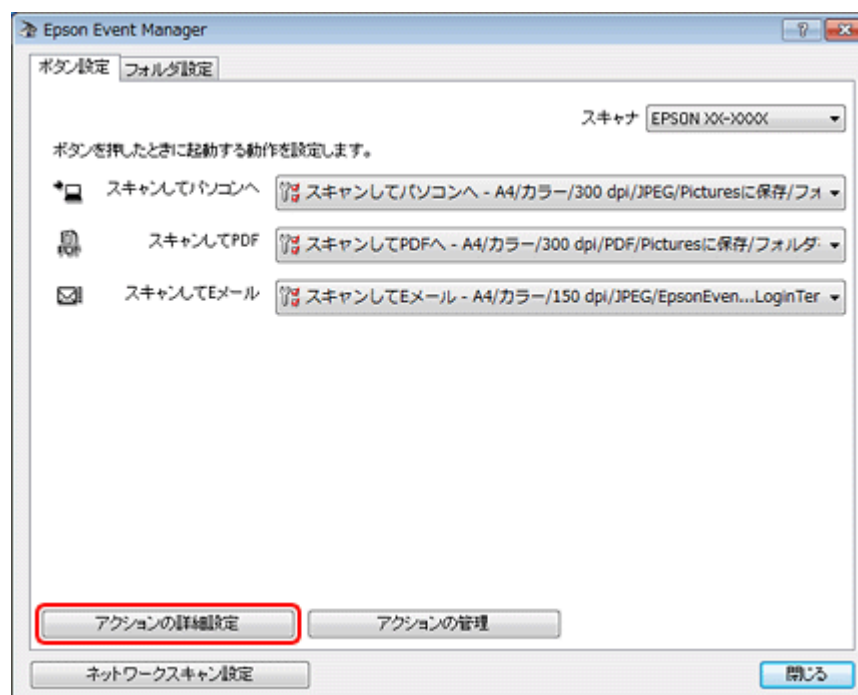 Epson Event Manager
ボタン設定 フォルダ設定
スキャナ EPSON XX-XXXX
ボタンを押したときに起動する動作を設定します。
スキャンしてパソコンへ スキャンしてパソコンへ - A4/カラー/300 dpi/JPEG/Picturesに保存/フォ
スキャンしてPDF スキャンしてPDFへ - A4/カラー/300 dpi/PDF/Picturesに保存/フォルダ
スキャンしてEメール スキャンしてEメール - A4/カラー/150 dpi/JPEG/EpsonEven...LoginTer
アクションの詳細設定 アクションの管理
ネットワークスキャン設定 閉じる